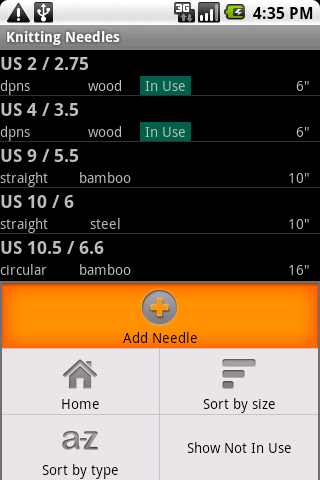 3G
4:35 PM
Knitting Needles
US 2 / 2.75
dpns wood In Use 6"
US 4 / 3.5
dpns wood In Use 6"
US 9 / 5.5
straight bamboo 10"
US 10 / 6
straight steel 10"
US 10.5 / 6.6
circular bamboo 16"
Add Needle
Home
Sort by size
a-z
Sort by type
Show Not In Use